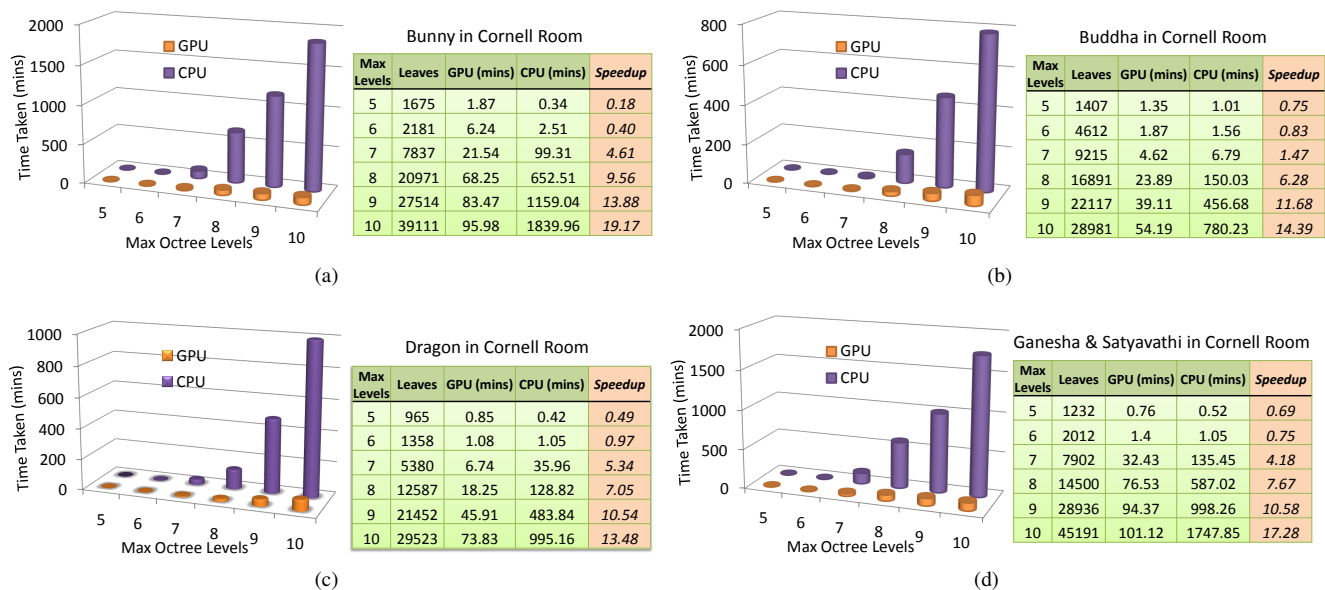 2000
1500
1000
500
0
Time Taken (mins)
GPU
CPU
5
6
7
8
9
10
Max Octree Levels
Bunny in Cornell Room
Max Levels Leaves GPU (mins) CPU (mins) Speedup
5 1675 1.87 0.34 0.18
6 2181 6.24 2.51 0.40
7 7837 21.54 99.31 4.61
8 20971 68.25 652.51 9.56
9 27514 83.47 1159.04 13.88
10 39111 95.98 1839.96 19.17
(a)
800
600
400
200
0
Time Taken (mins)
GPU
CPU
5
6
7
8
9
10
Max Octree Levels
Buddha in Cornell Room
Max Levels Leaves GPU (mins) CPU (mins) Speedup
5 1407 1.35 1.01 0.75
6 4612 1.87 1.56 0.83
7 9215 4.62 6.79 1.47
8 16891 23.89 150.03 6.28
9 22117 39.11 456.68 11.68
10 28981 54.19 780.23 14.39
(b)
1000
800
600
400
200
0
Time Taken (mins)
GPU
CPU
5
6
7
8
9
10
Max Octree Levels
Dragon in Cornell Room
Max Levels Leaves GPU (mins) CPU (mins) Speedup
5 965 0.85 0.42 0.49
6 1358 1.08 1.05 0.97
7 5380 6.74 35.96 5.34
8 12587 18.25 128.82 7.05
9 21452 45.91 483.84 10.54
10 29523 73.83 995.16 13.48
(c)
2000
1500
1000
500
0
Time Taken (mins)
GPU
CPU
5
6
7
8
9
10
Max Octree Levels
Ganesha & Satyavathi in Cornell Room
Max Levels Leaves GPU (mins) CPU (mins) Speedup
5 1232 0.76 0.52 0.69
6 2012 1.4 1.05 0.75
7 7902 32.43 135.45 4.18
8 14500 76.53 587.02 7.67
9 28936 94.37 998.26 10.58
10 45191 101.12 1747.85 17.28
(d)